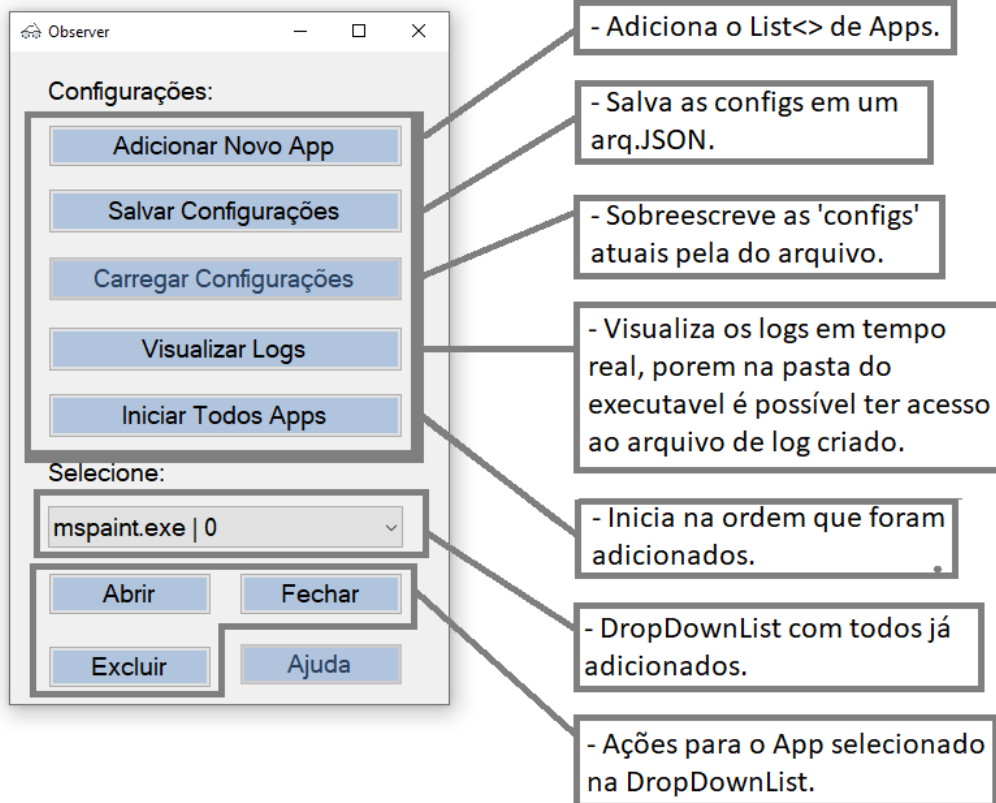 Observer
Configurações:
Adicionar Novo App
Salvar Configurações
Carregar Configurações
Visualizar Logs
Iniciar Todos Apps
Selecione:
mspaint.exe | 0
Abrir
Fechar
Excluir
Ajuda
- Adiciona o List<> de Apps.
- Salva as configs em um
arq.JSON.
- Sobreescreve as 'configs'
atuais pela do arquivo.
- Visualiza os logs em tempo
real, porem na pasta do
executavel é possível ter acesso
ao arquivo de log criado.
- Inicia na ordem que foram
adicionados.
- DropDownList com todos já
adicionados.
- Ações para o App selecionado
na DropDownList.